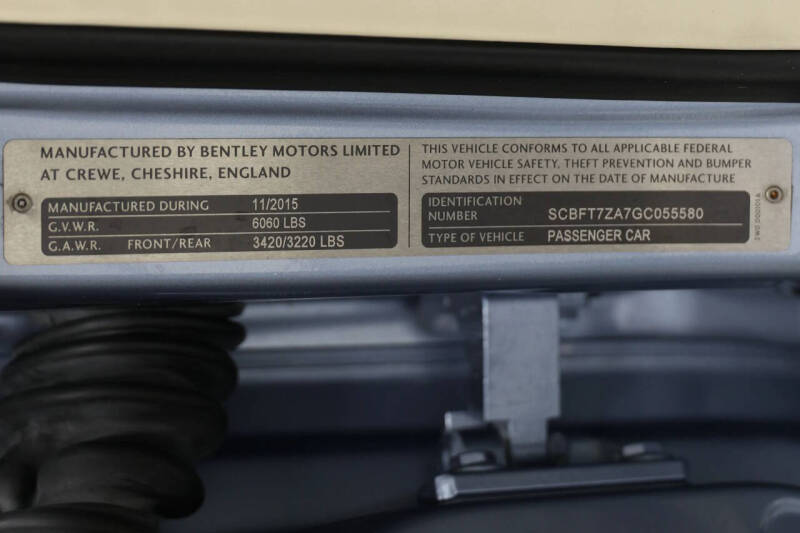 MANUFACTURED BY BENTLEY MOTORS LIMITED
AT CREWE, CHESHIRE, ENGLAND
MANUFACTURED DURING 11/2015
G.V.W.R. 6060 LBS
G.A.W.R. FRONT/REAR 3420/3220 LBS
THIS VEHICLE CONFORMS TO ALL APPLICABLE FEDERAL
MOTOR VEHICLE SAFETY, THEFT PREVENTION AND BUMPER
STANDARDS IN EFFECT ON THE DATE OF MANUFACTURE
IDENTIFICATION
NUMBER SCBFT7ZA7GC055580
TYPE OF VEHICLE PASSENGER CAR